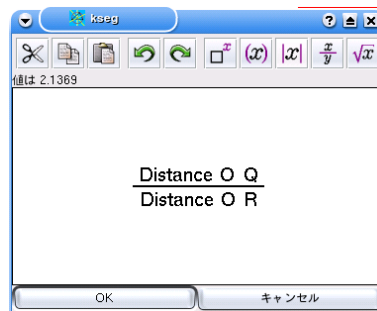 kseg
?
□ˣ (x) |x| x/y √x
値は 2.1369
Distance O Q
Distance O R
OK キャンセル